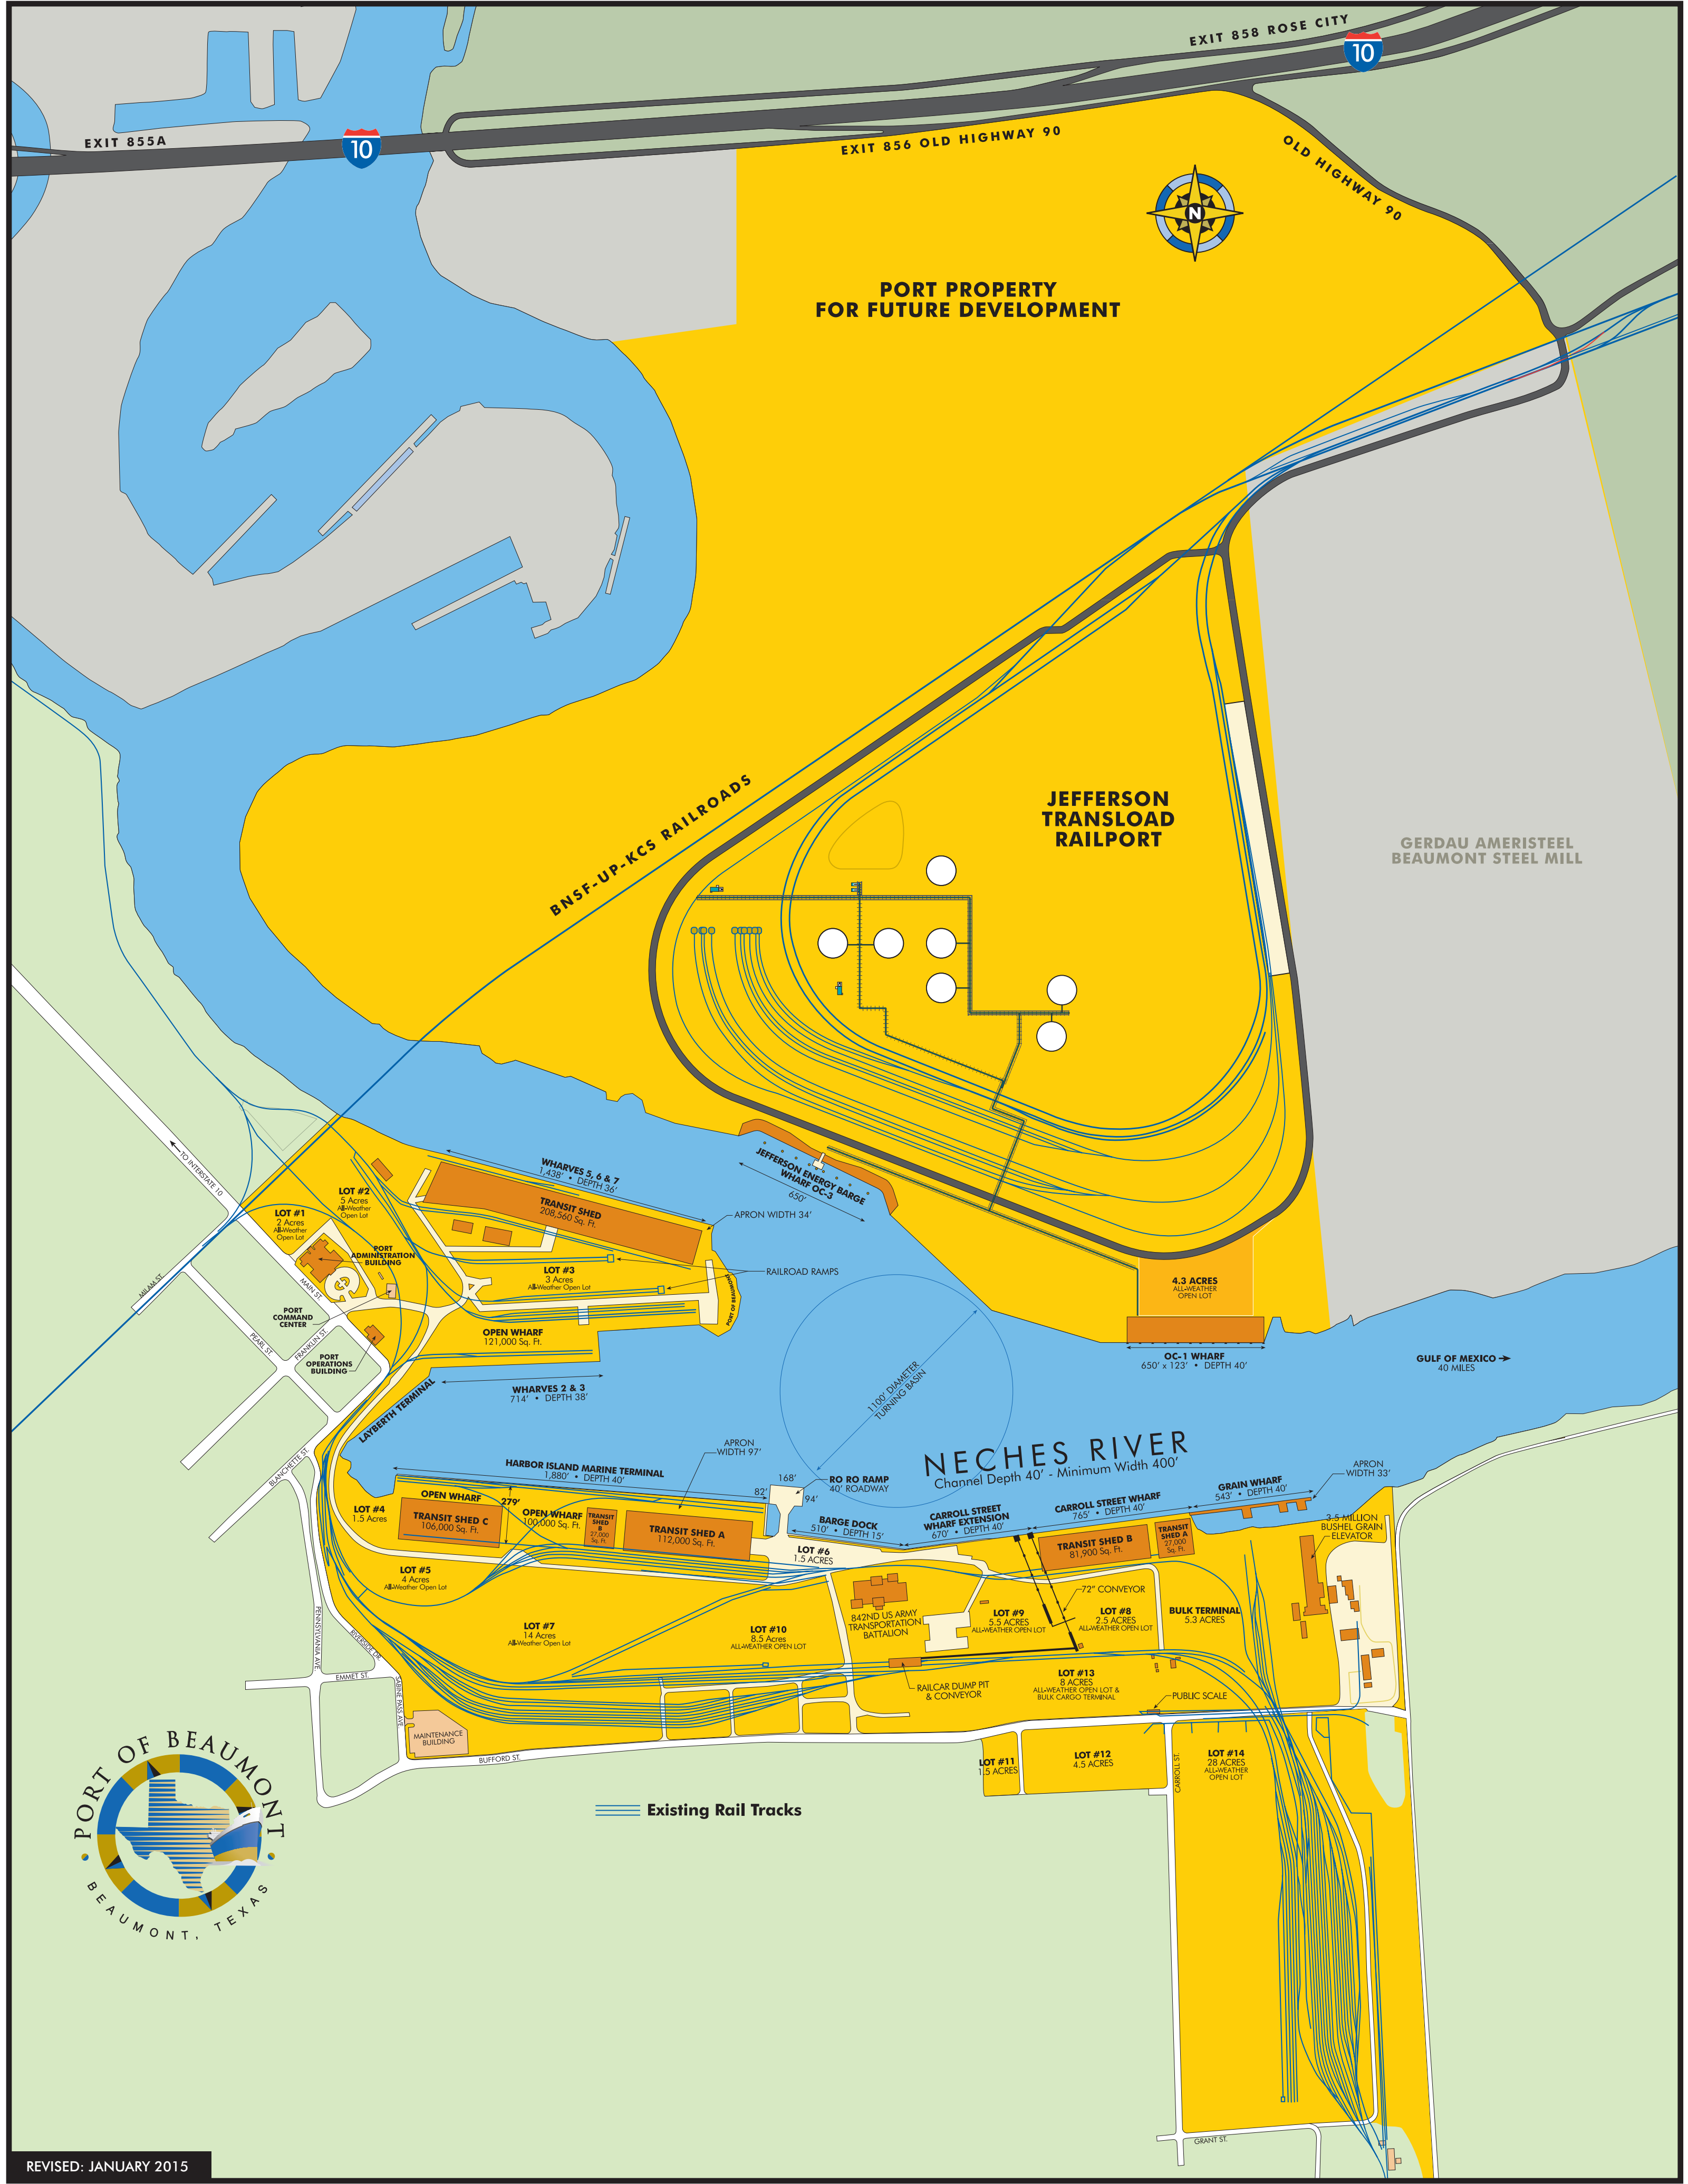 EXIT 858 ROSE CITY
10
EXIT 855A
10
EXIT 856 OLD HIGHWAY 90
OLD HIGHWAY 90
N
PORT PROPERTY
FOR FUTURE DEVELOPMENT
BNSF-UP-KCS RAILROADS
JEFFERSON
TRANSLOAD
RAILPORT
GERDAU AMERISTEEL
BEAUMONT STEEL MILL
TO INTERSTATE 10
WHARVES 5, 6 & 7
1,438' • DEPTH 36'
TRANSIT SHED
208,560 Sq. Ft.
JEFFERSON ENERGY BARGE
WHARF OC-3
650'
APRON WIDTH 34'
LOT #2
5 Acres
All-Weather
Open Lot
LOT #1
2 Acres
All-Weather
Open Lot
PORT
ADMINISTRATION
BUILDING
LOT #3
3 Acres
All-Weather Open Lot
RAILROAD RAMPS
PORT OF BEAUMONT
MILAM ST.
MAIN ST.
PORT
COMMAND
CENTER
PEARL ST.
FRANKLIN ST.
PORT
OPERATIONS
BUILDING
OPEN WHARF
121,000 Sq. Ft.
4.3 ACRES
ALL-WEATHER
OPEN LOT
OC-1 WHARF
650' x 123' • DEPTH 40'
GULF OF MEXICO
40 MILES
WHARVES 2 & 3
714' • DEPTH 38'
LAYBERTH TERMINAL
1100' DIAMETER
TURNING BASIN
BLANCHETTE ST.
NECHES RIVER
Channel Depth 40' - Minimum Width 400'
HARBOR ISLAND MARINE TERMINAL
1,880' • DEPTH 40'
APRON
WIDTH 97'
168'
82'
94'
RO RO RAMP
40' ROADWAY
BARGE DOCK
510' • DEPTH 15'
CARROLL STREET
WHARF EXTENSION
670' • DEPTH 40'
CARROLL STREET WHARF
765' • DEPTH 40'
GRAIN WHARF
543' • DEPTH 40'
APRON
WIDTH 33'
3.5 MILLION
BUSHEL GRAIN
ELEVATOR
LOT #4
1.5 Acres
OPEN WHARF
TRANSIT SHED C
106,000 Sq. Ft.
279'
OPEN WHARF
100,000 Sq. Ft.
TRANSIT
SHED
B
27,000
Sq. Ft.
TRANSIT SHED A
112,000 Sq. Ft.
LOT #6
1.5 ACRES
TRANSIT SHED B
81,900 Sq. Ft.
TRANSIT
SHED A
27,000
Sq. Ft.
LOT #5
4 Acres
All-Weather Open Lot
LOT #7
14 Acres
All-Weather Open Lot
LOT #10
8.5 Acres
ALL-WEATHER OPEN LOT
842ND US ARMY
TRANSPORTATION
BATTALION
LOT #9
5.5 ACRES
ALL-WEATHER OPEN LOT
72" CONVEYOR
LOT #8
2.5 ACRES
ALL-WEATHER OPEN LOT
BULK TERMINAL
5.3 ACRES
PENNSYLVANIA AVE.
RIVERSIDE DR.
EMMET ST.
SABINE PASS AVE.
RAILCAR DUMP PIT
& CONVEYOR
LOT #13
8 ACRES
ALL-WEATHER OPEN LOT &
BULK CARGO TERMINAL
PUBLIC SCALE
MAINTENANCE
BUILDING
BUFFORD ST.
LOT #11
1.5 ACRES
LOT #12
4.5 ACRES
CARROLL ST.
LOT #14
28 ACRES
ALL-WEATHER
OPEN LOT
PORT OF BEAUMONT
BEAUMONT, TEXAS
Existing Rail Tracks
GRANT ST.
REVISED: JANUARY 2015